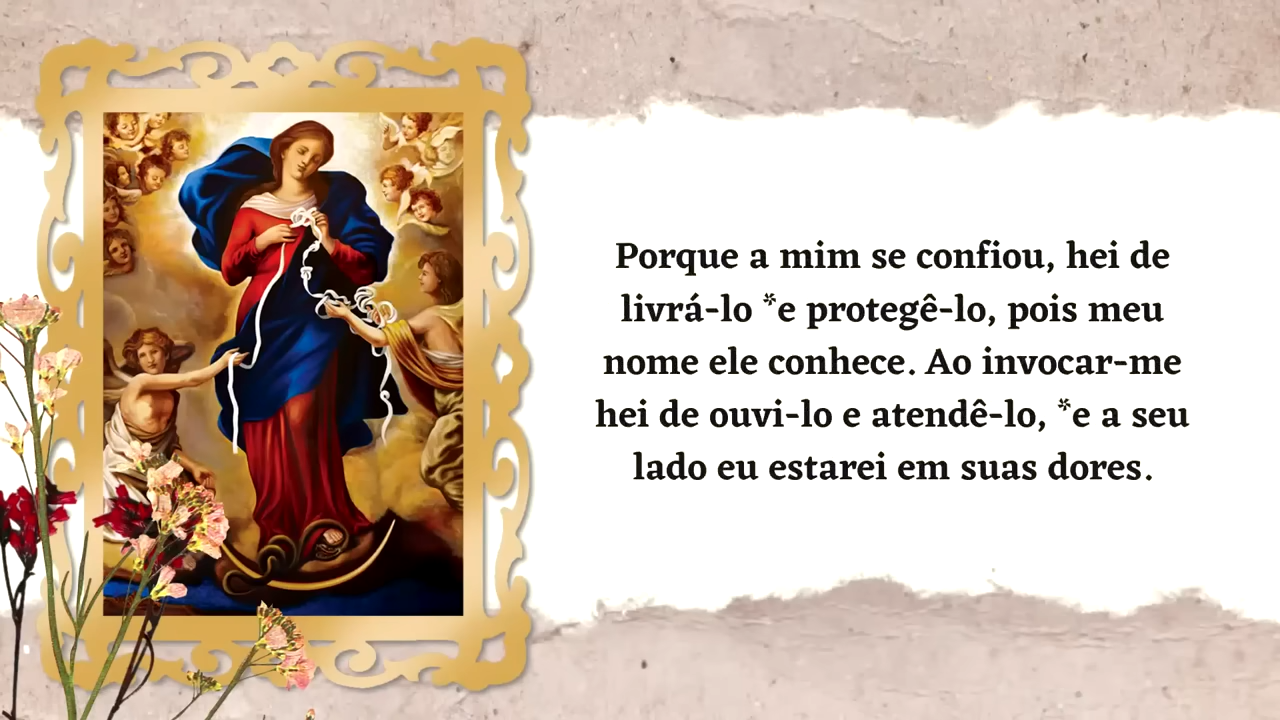 Porque a mim se confiou, hei de
livrá-lo *e protegê-lo, pois meu
nome ele conhece. Ao invocar-me
hei de ouvi-lo e atendê-lo, *e a seu
lado eu estarei em suas dores.